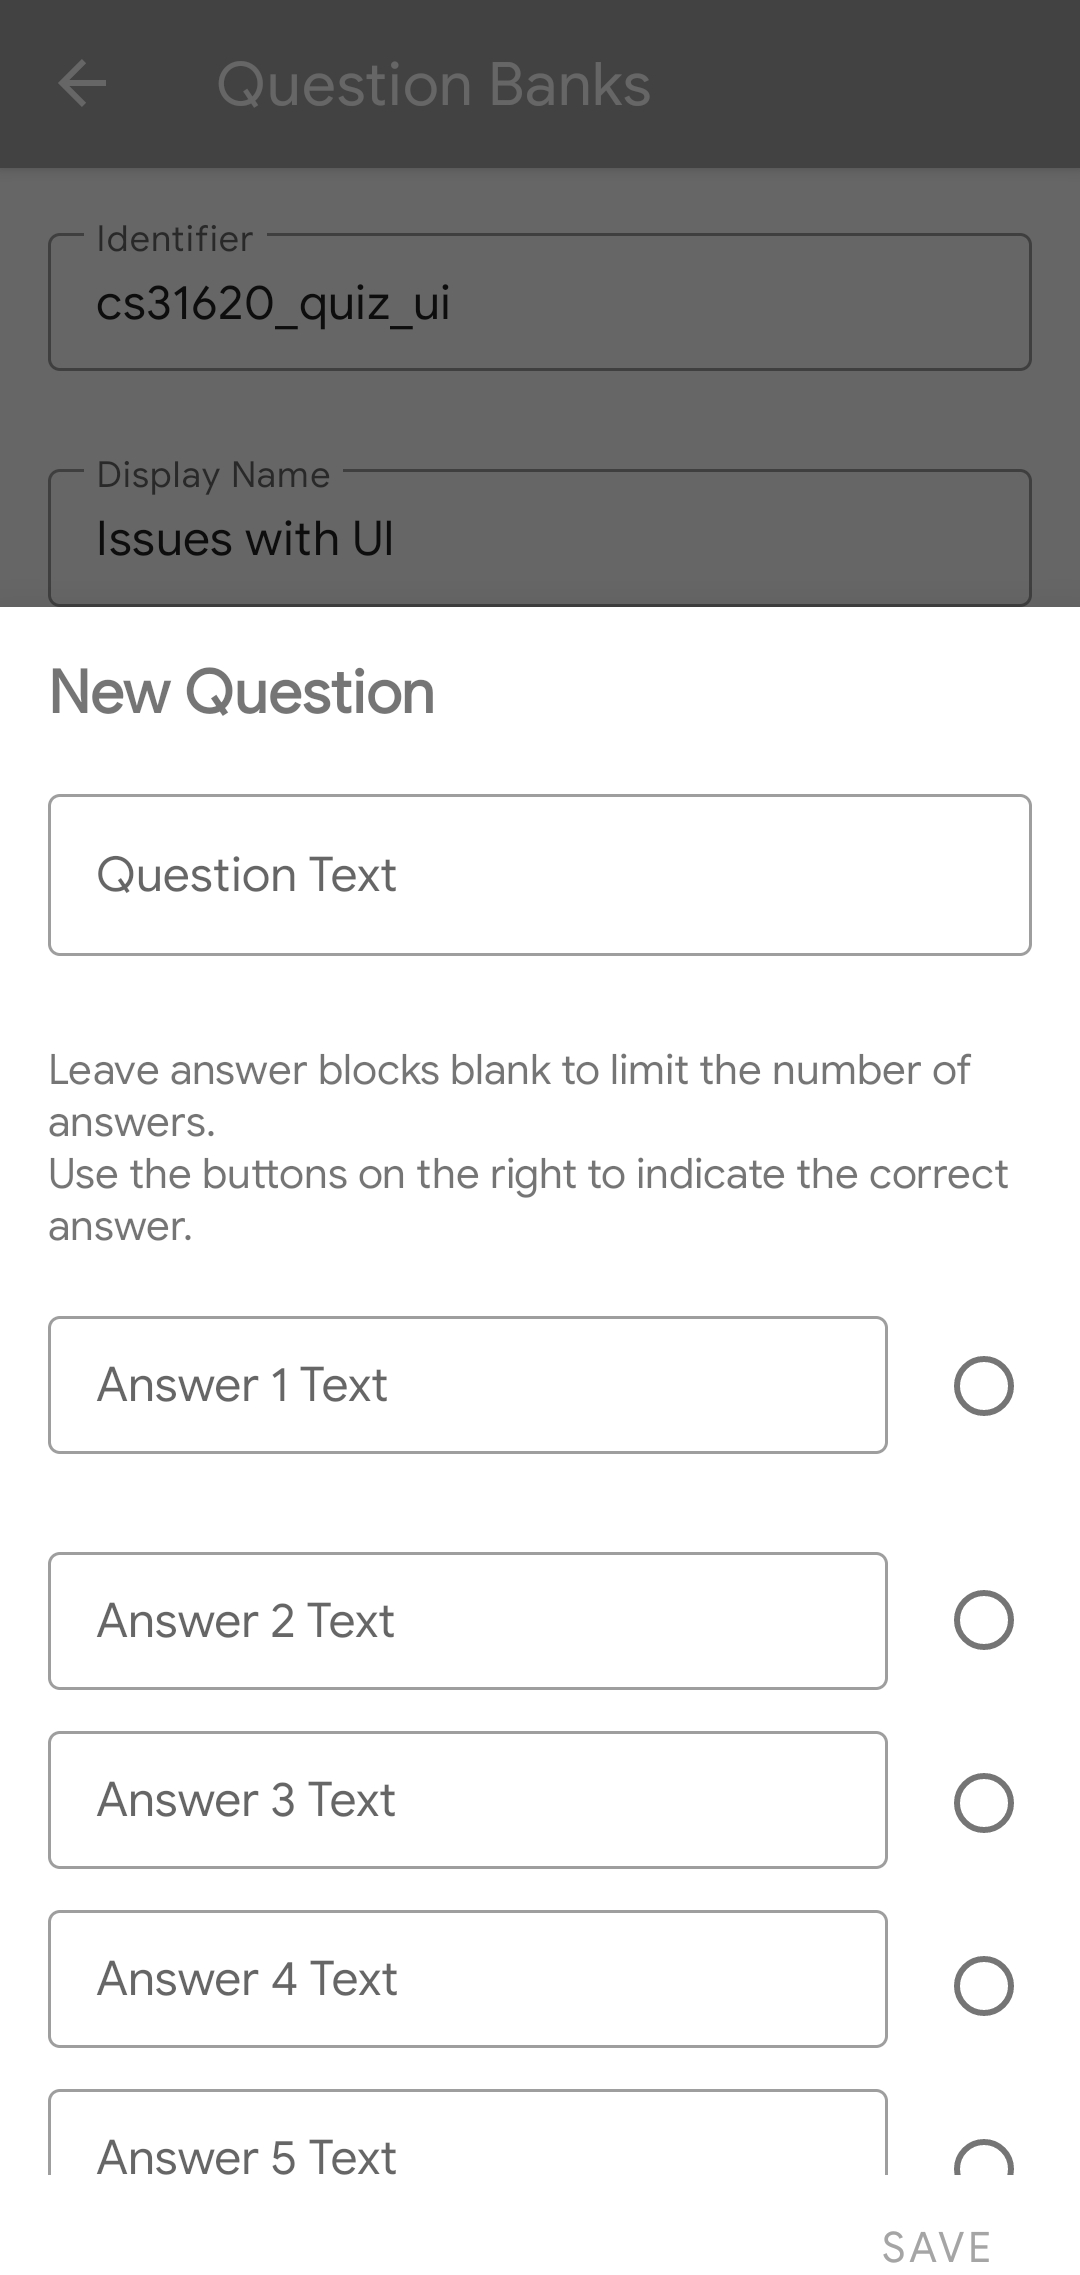 Question Banks
Identifier
cs31620_quiz_ui
Display Name
Issues with UI
New Question
Question Text
Leave answer blocks blank to limit the number of
answers.
Use the buttons on the right to indicate the correct
answer.
Answer 1 Text
Answer 2 Text
Answer 3 Text
Answer 4 Text
Answer 5 Text
SAVE